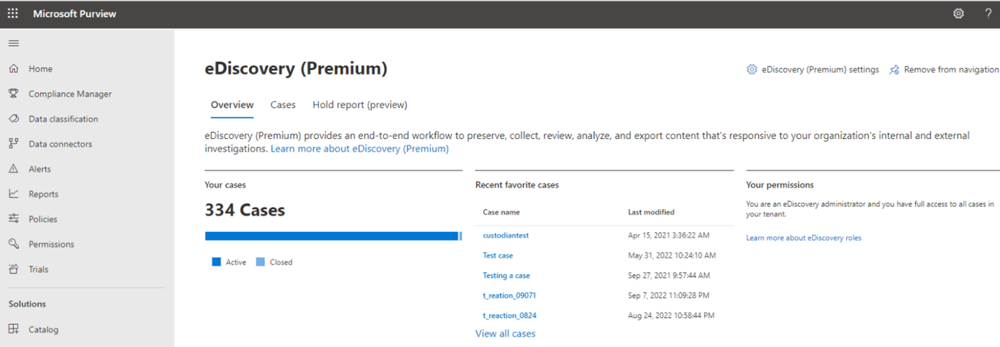 Microsoft Purview
?
Home
Compliance Manager
Data classification
Data connectors
Alerts
Reports
Policies
Permissions
Trials
Solutions
Catalog
eDiscovery (Premium)
eDiscovery (Premium) settings
Remove from navigation
Overview
Cases
Hold report (preview)
eDiscovery (Premium) provides an end-to-end workflow to preserve, collect, review, analyze, and export content that's responsive to your organization's internal and external
investigations. Learn more about eDiscovery (Premium)
Your cases
334 Cases
Active
Closed
Recent favorite cases
Case name Last modified
custodiantest Apr 15, 2021 3:36:22 AM
Test case May 31, 2022 10:24:10 AM
Testing a case Sep 27, 2021 9:57:44 AM
t_reation_09071 Sep 7, 2022 11:09:28 PM
t_reaction_0824 Aug 24, 2022 10:58:44 PM
View all cases
Your permissions
You are an eDiscovery administrator and you have full access to all cases in
your tenant.
Learn more about eDiscovery roles